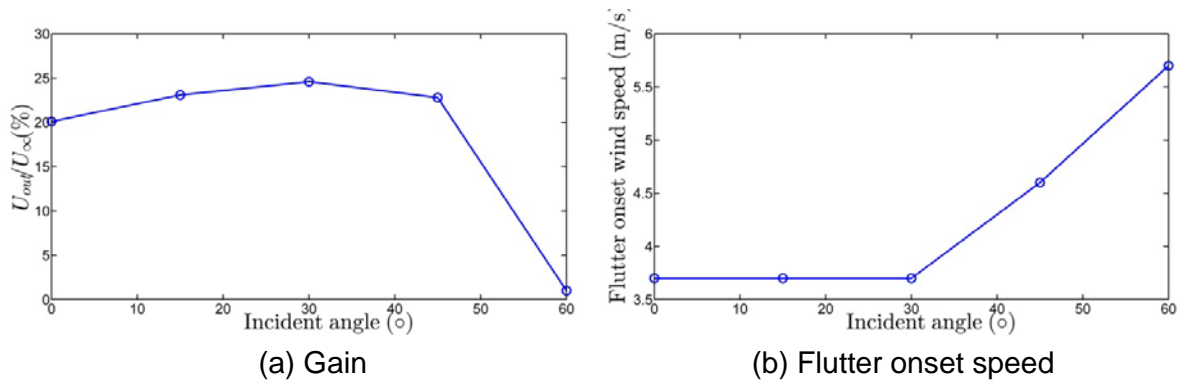 30
25
20
15
10
5
0
U_out/U_∞(%)
0 10 20 30 40 50 60
Incident angle (○)
(a) Gain
6
5.5
5
4.5
4
3.5
Flutter onset wind speed (m/s)
0 10 20 30 40 50 60
Incident angle (○)
(b) Flutter onset speed